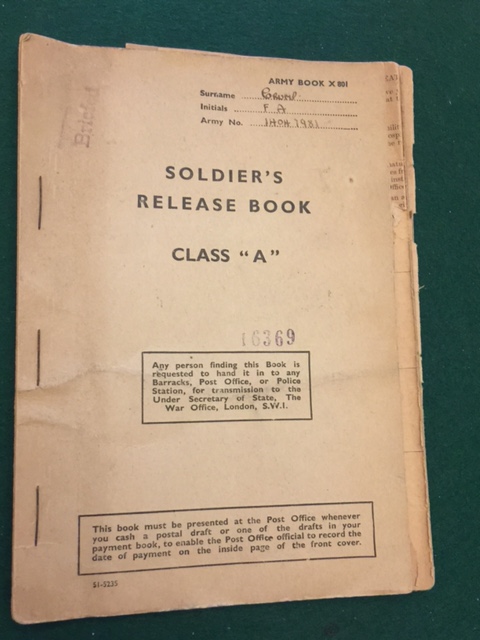 ARMY BOOK X 801
Surname
Initials F A
Army No. 14047931
Bristol
SOLDIER'S
RELEASE BOOK
CLASS "A"
16369
Any person finding this Book is
requested to hand it in to any
Barracks, Post Office, or Police
Station, for transmission to the
Under Secretary of State, The
War Office, London, S.W.I.
This book must be presented at the Post Office whenever
you cash a postal draft or one of the drafts in your
payment book, to enable the Post Office official to record the
date of payment on the inside page of the front cover.
51-5235